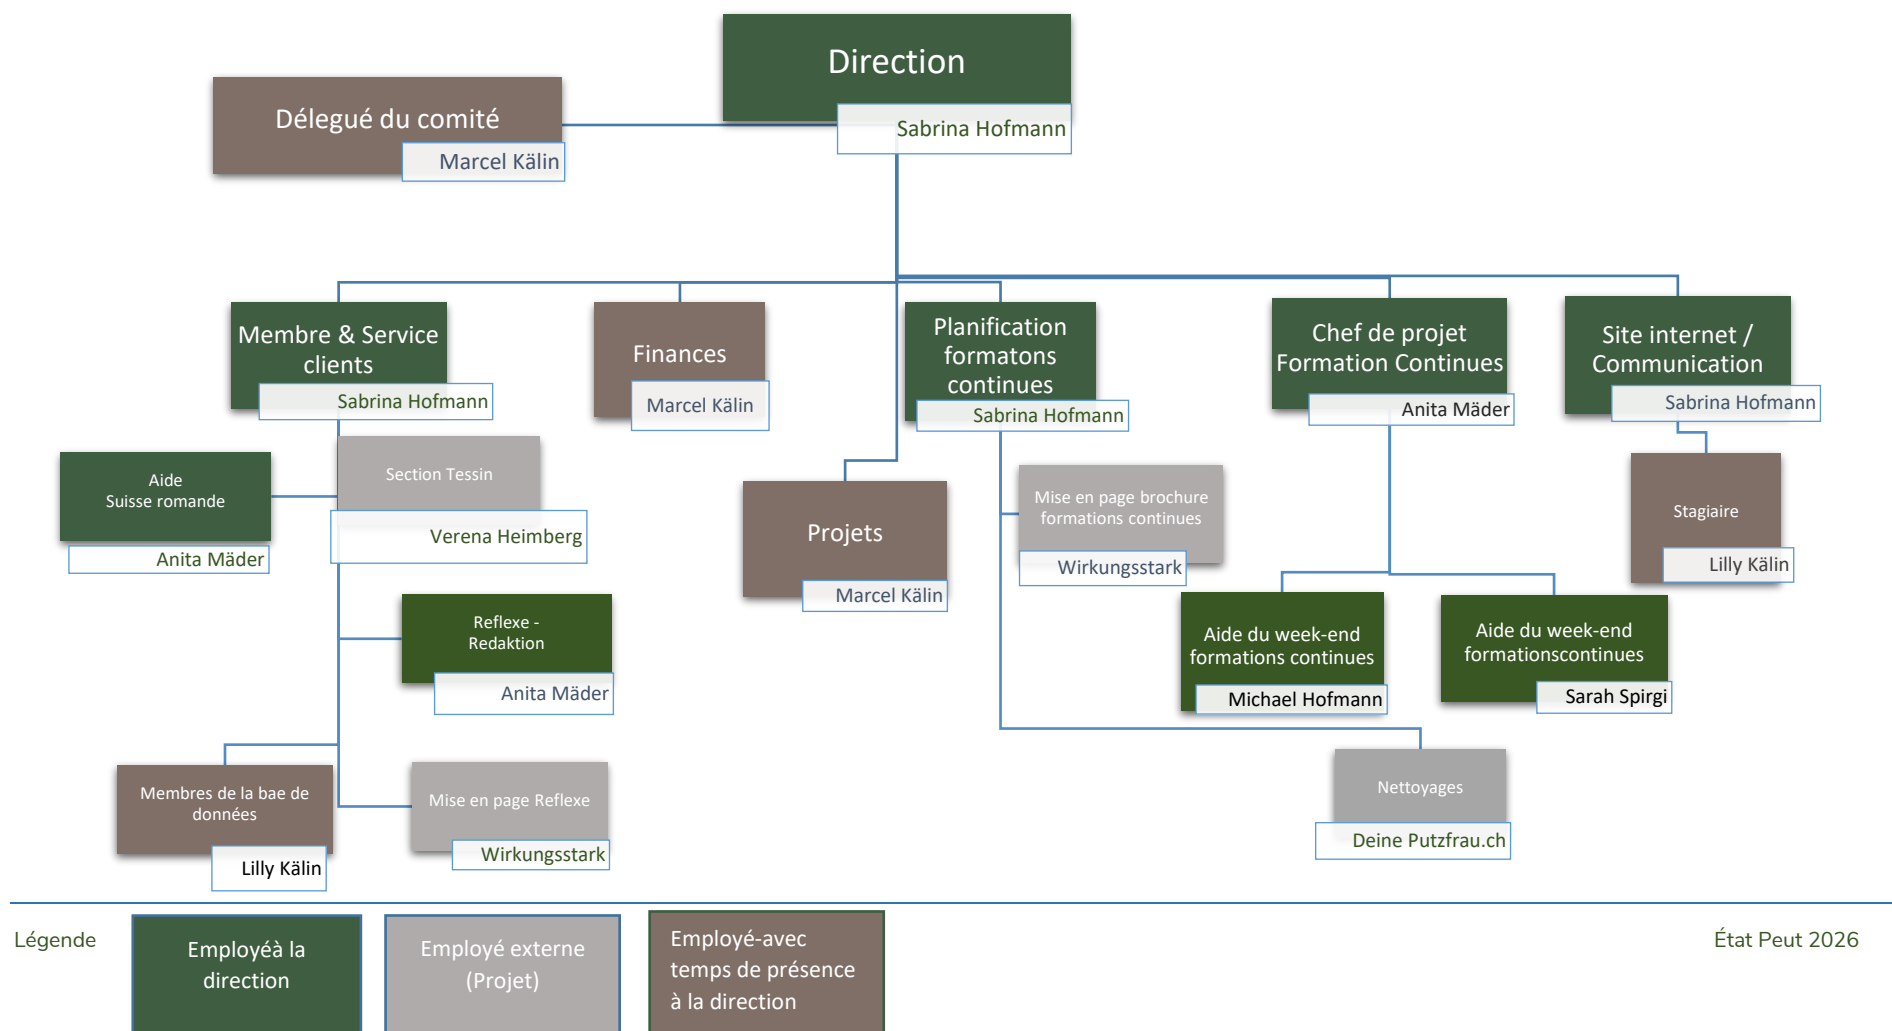 Direction
Sabrina Hofmann
Délegué du comité
Marcel Kälin
Membre & Service
clients
Sabrina Hofmann
Finances
Marcel Kälin
Planification
formatons
continues
Sabrina Hofmann
Chef de projet
Formation Continues
Anita Mäder
Site internet /
Communication
Sabrina Hofmann
Aide
Suisse romande
Anita Mäder
Section Tessin
Verena Heimberg
Projets
Marcel Kälin
Mise en page brochure
formations continues
Wirkungsstark
Stagiaire
Lilly Kälin
Reflexe -
Redaktion
Anita Mäder
Aide du week-end
formations continues
Michael Hofmann
Aide du week-end
formationscontinues
Sarah Spirgi
Membres de la bae de
données
Lilly Kälin
Mise en page Reflexe
Wirkungsstark
Nettoyages
Deine Putzfrau.ch
Légende
Employéà la
direction
Employé externe
(Projet)
Employé-avec
temps de présence
à la direction
État Peut 2026